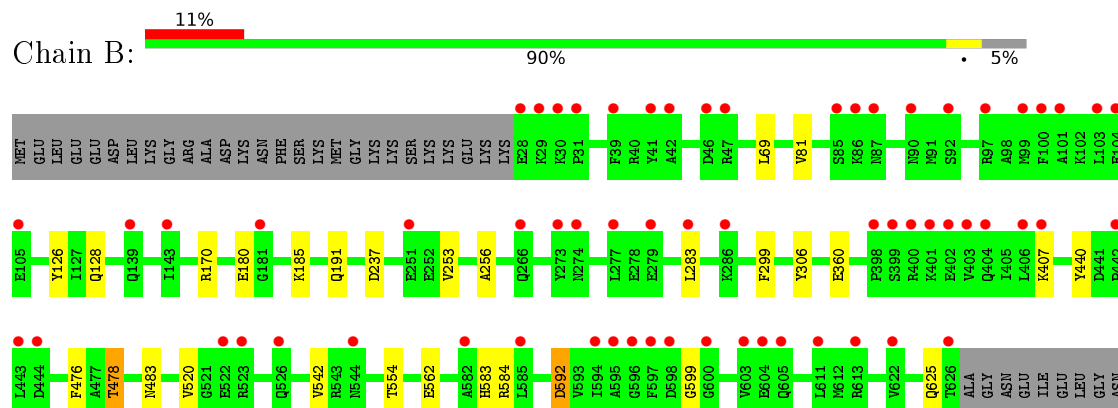 11%
Chain B:
90% • 5%
MET GLU LEU GLU GLU ASP LEU LYS GLY ARG ALA ASP LYS ASN PHE SER LYS MET GLY LYS LYS SER LYS LYS GLU LYS LYS E28 K29 K30 P31 F39 R40 Y41 A42 D46 R47 L69 V81 S85 K86 N87 N90 M91 S92 R97 A98 M99 F100 A101 K102 L103 E104
E105 Y126 I127 Q128 Q139 I143 R170 E180 G181 K185 Q191 D237 E251 E252 V253 A256 Q266 Y273 N274 L277 E278 E279 L283 K286 F299 Y306 E360 P398 S399 R400 K401 E402 V403 Q404 I405 L406 K407 Y440 D441
L443 D444 F476 A477 T478 N483 V520 G521 E522 R523 Q526 V542 R543 N544 T554 E562 A582 H583 R584 L585 D592 V593 I594 A595 G596 F597 D598 G599 G600 V603 E604 Q605 L611 M612 R613 V622 Q625 T626 ALA GLY ASN GLU ILE GLU LEU GLY ASN